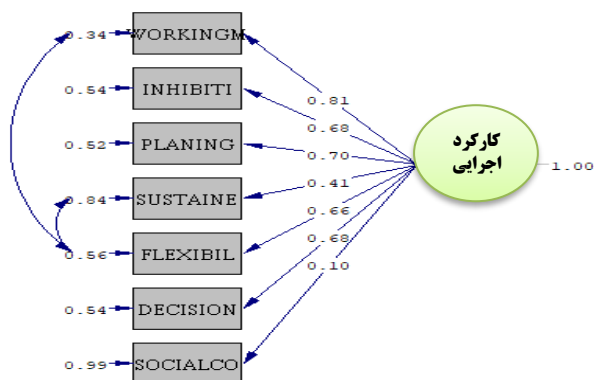 0.34 WORKINGM
0.81
0.54 INHIBITI
0.68
0.52 PLANING
0.70
0.84 SUSTAINE
0.41
0.56 FLEXIBIL
0.66
0.54 DECISION
0.68
0.99 SOCIALCO
0.10
کارکرد
اجرایی
1.00